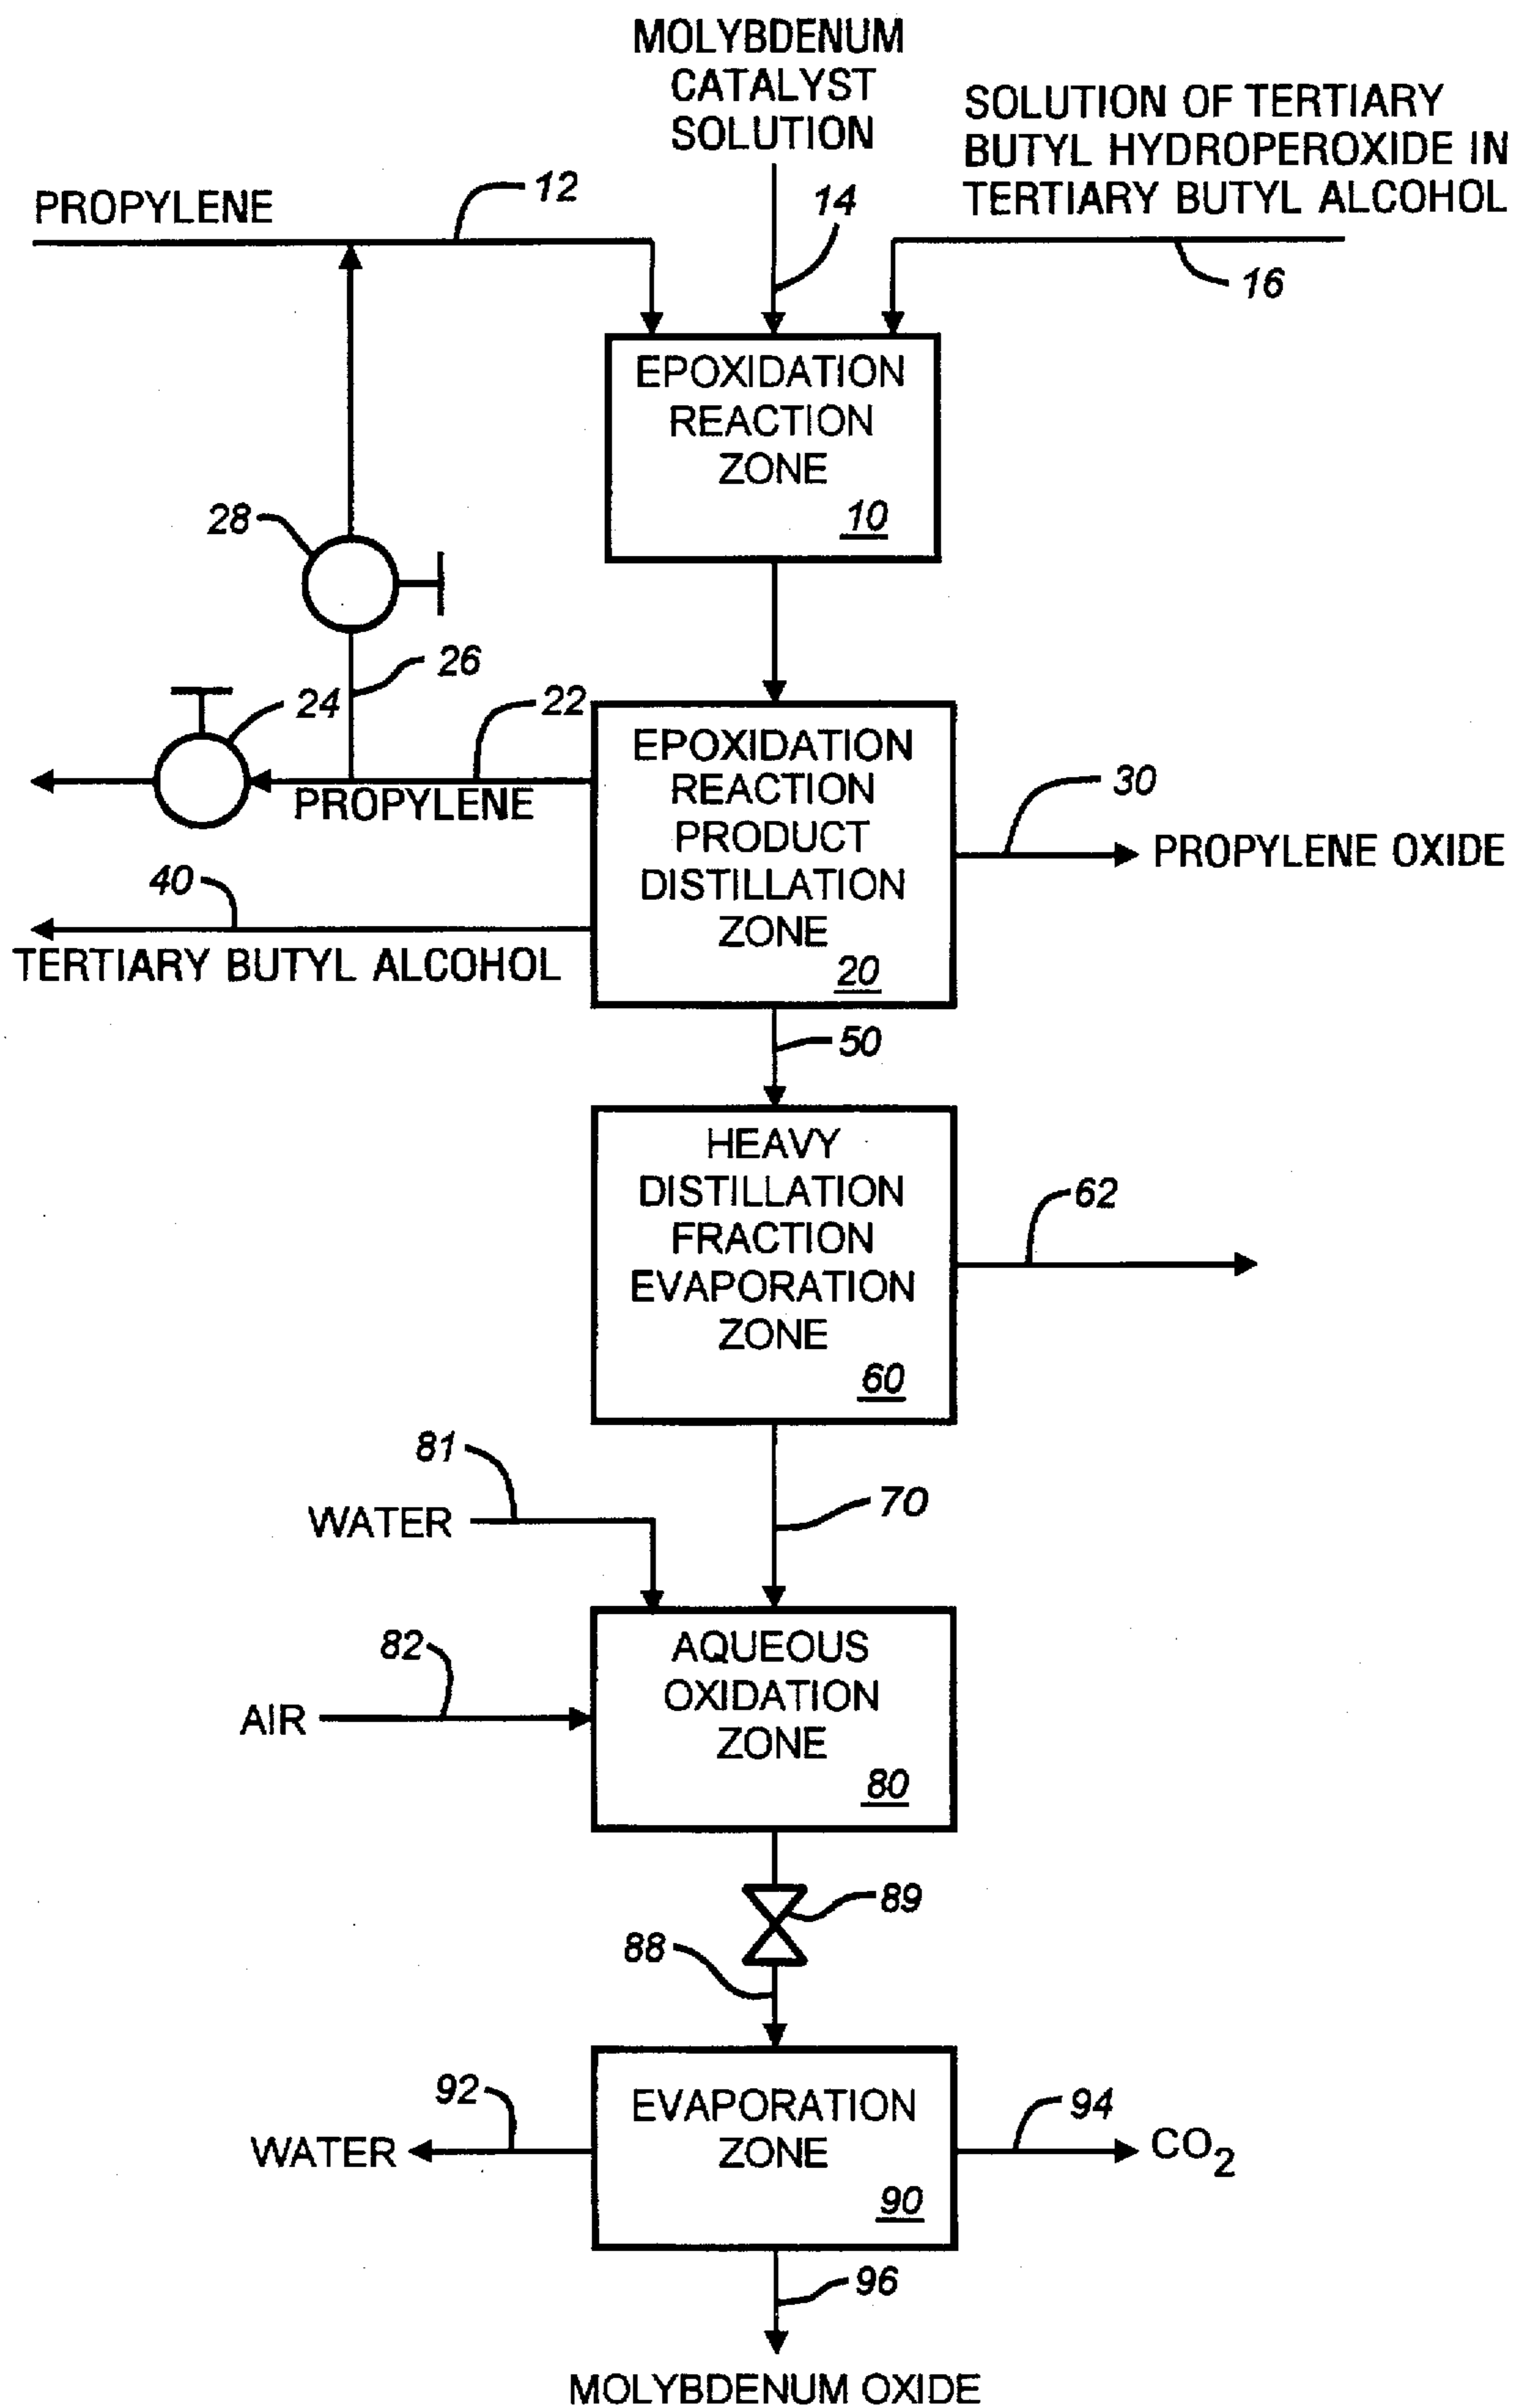 MOLYBDENUM
CATALYST
SOLUTION
SOLUTION OF TERTIARY
BUTYL HYDROPEROXIDE IN
TERTIARY BUTYL ALCOHOL
PROPYLENE
12
14
16
EPOXIDATION
REACTION
ZONE
10
28
26
24
22
PROPYLENE
EPOXIDATION
REACTION
PRODUCT
DISTILLATION
ZONE
20
30
PROPYLENE OXIDE
40
TERTIARY BUTYL ALCOHOL
50
HEAVY
DISTILLATION
FRACTION
EVAPORATION
ZONE
60
62
81
WATER
70
82
AIR
AQUEOUS
OXIDATION
ZONE
80
89
88
92
WATER
EVAPORATION
ZONE
90
94
CO2
96
MOLYBDENUM OXIDE